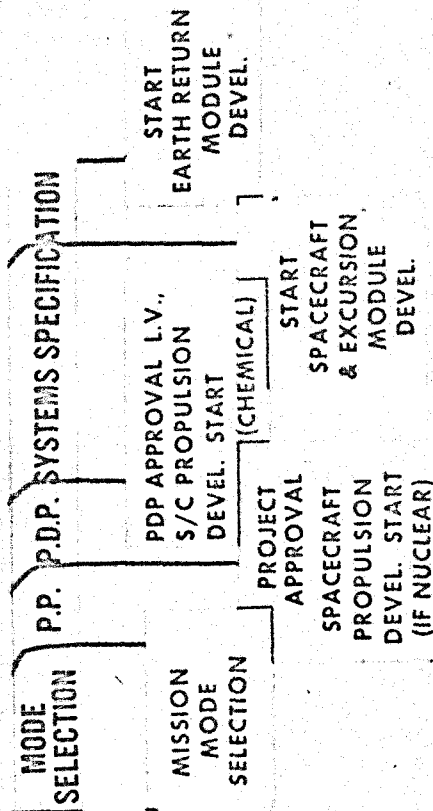 MODE
SELECTION
P.P.
P.D.P.
SYSTEMS SPECIFICATION
MISSION
MODE
SELECTION
PROJECT
APPROVAL
SPACECRAFT
PROPULSION
DEVEL. START
(IF NUCLEAR)
PDP APPROVAL L.V.,
S/C PROPULSION
DEVEL. START
(CHEMICAL)
START
SPACECRAFT
& EXCURSION
MODULE
DEVEL.
START
EARTH RETURN
MODULE
DEVEL.